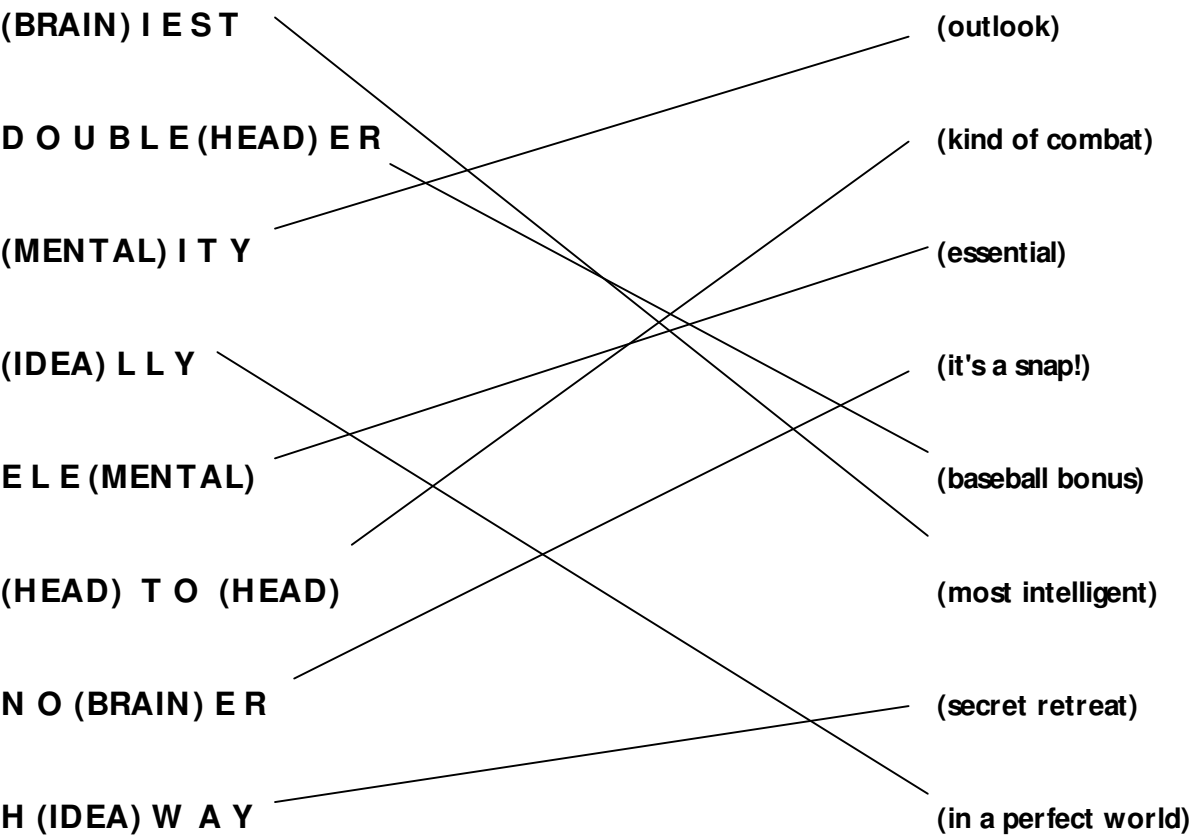 (BRAIN) I E S T (outlook)
D O U B L E (HEAD) E R (kind of combat)
(MENTAL) I T Y (essential)
(IDEA) L L Y (it's a snap!)
E L E (MENTAL) (baseball bonus)
(HEAD) T O (HEAD) (most intelligent)
N O (BRAIN) E R (secret retreat)
H (IDEA) W A Y (in a perfect world)